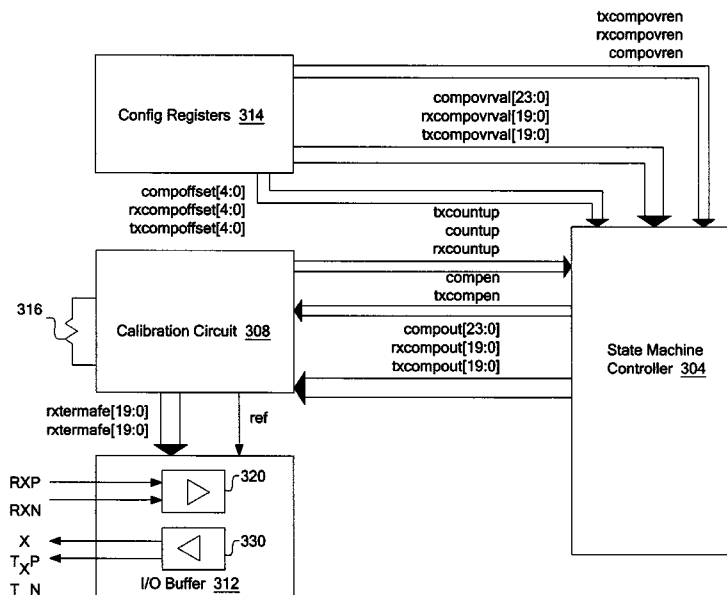 txcompovren
rxcompovren
compovren
Config Registers 314
compovrval[23:0]
rxcompovrval[19:0]
txcompovrval[19:0]
compoffset[4:0]
rxcompoffset[4:0]
txcompoffset[4:0]
txcountup
countup
rxcountup
compen
txcompen
316
Calibration Circuit 308
compout[23:0]
rxcompout[19:0]
txcompout[19:0]
State Machine
Controller 304
rxtermafe[19:0]
rxtermafe[19:0]
ref
RXP
RXN
320
X
TXP
330
I/O Buffer 312
T N